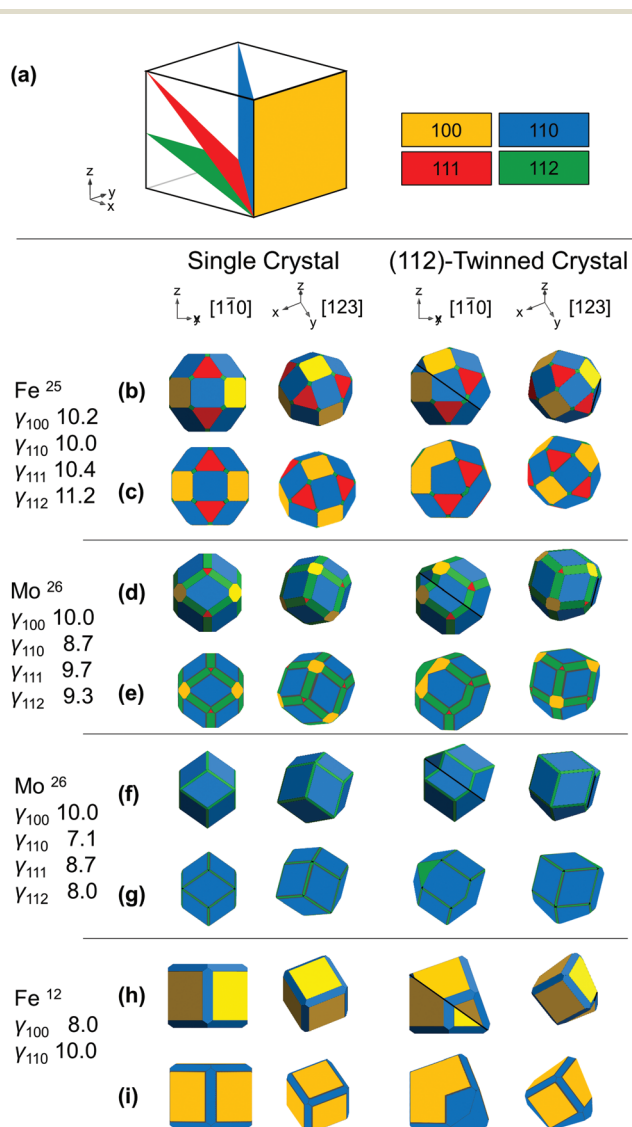 (a)
100 110
111 112
z
y
x
Single Crystal (112)-Twinned Crystal
z z z z
y x [11̅0] x y [123] y x [11̅0] x y [123]
Fe 25
(b)
γ100 10.2
γ110 10.0
γ111 10.4
γ112 11.2
(c)
Mo 26
(d)
γ100 10.0
γ110 8.7
γ111 9.7
γ112 9.3
(e)
Mo 26
(f)
γ100 10.0
γ110 7.1
γ111 8.7
γ112 8.0
(g)
Fe 12
(h)
γ100 8.0
γ110 10.0
(i)